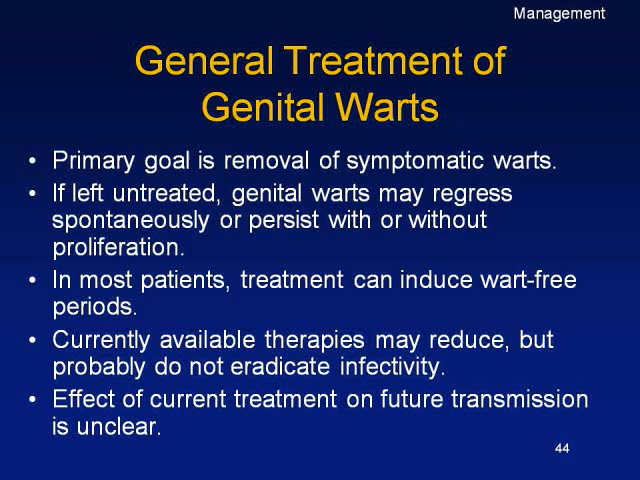 Management
General Treatment of
Genital Warts
• Primary goal is removal of symptomatic warts.
• If left untreated, genital warts may regress
spontaneously or persist with or without
proliferation.
• In most patients, treatment can induce wart-free
periods.
• Currently available therapies may reduce, but
probably do not eradicate infectivity.
• Effect of current treatment on future transmission
is unclear.
44